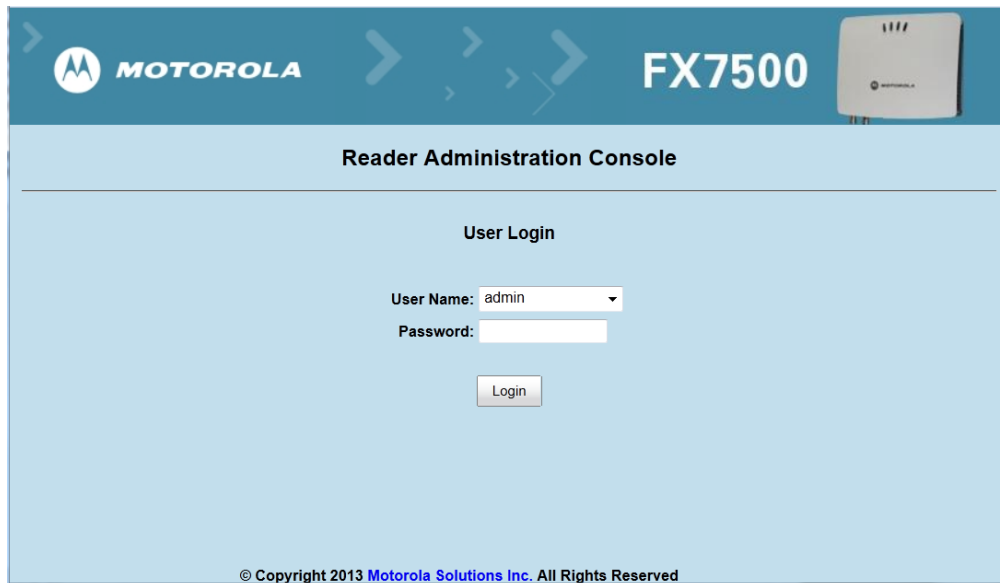 MOTOROLA
FX7500
MOTOROLA
Reader Administration Console
User Login
User Name: admin
Password:
Login
© Copyright 2013 Motorola Solutions Inc. All Rights Reserved